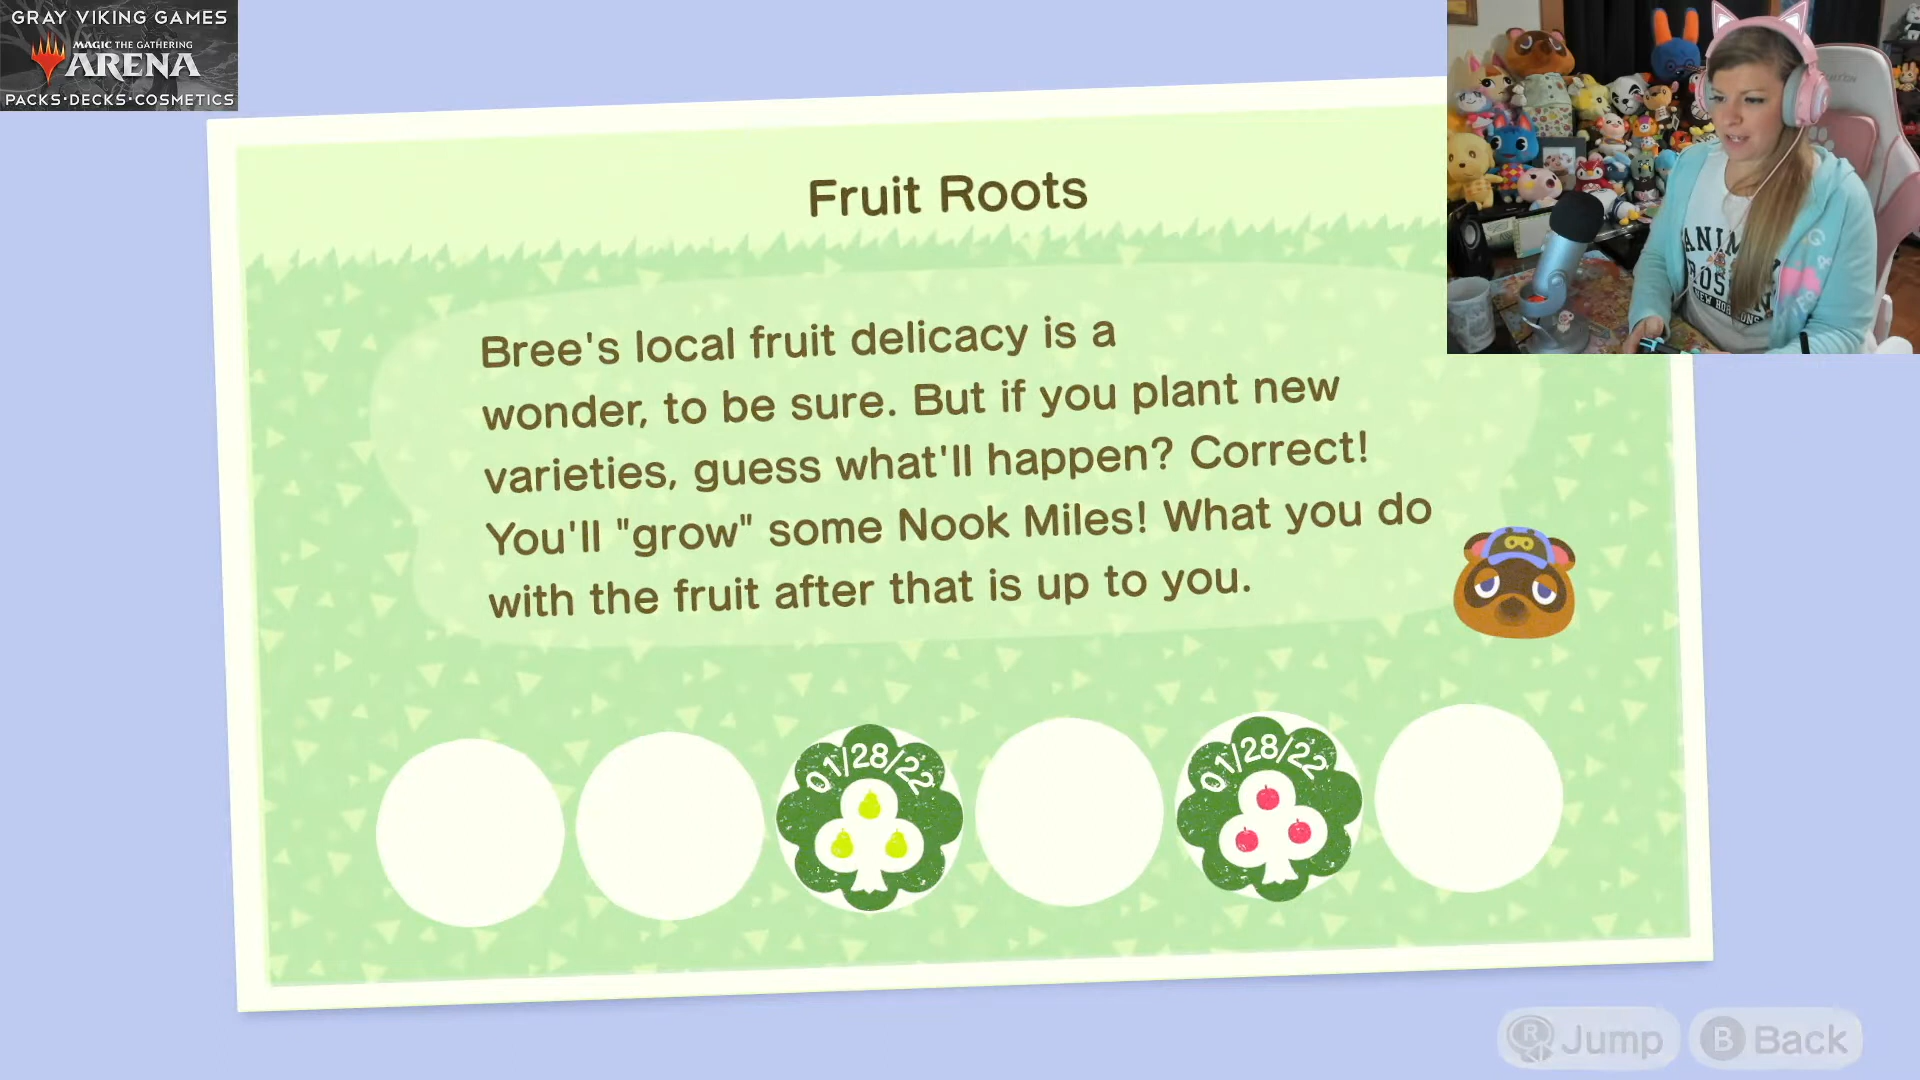 GRAY VIKING GAMES
MAGIC THE GATHERING
ARENA
PACKS·DECKS·COSMETICS
Fruit Roots
Bree's local fruit delicacy is a
wonder, to be sure. But if you plant new
varieties, guess what'll happen? Correct!
You'll "grow" some Nook Miles! What you do
with the fruit after that is up to you.
01/28/22
01/28/22
R Jump
B Back